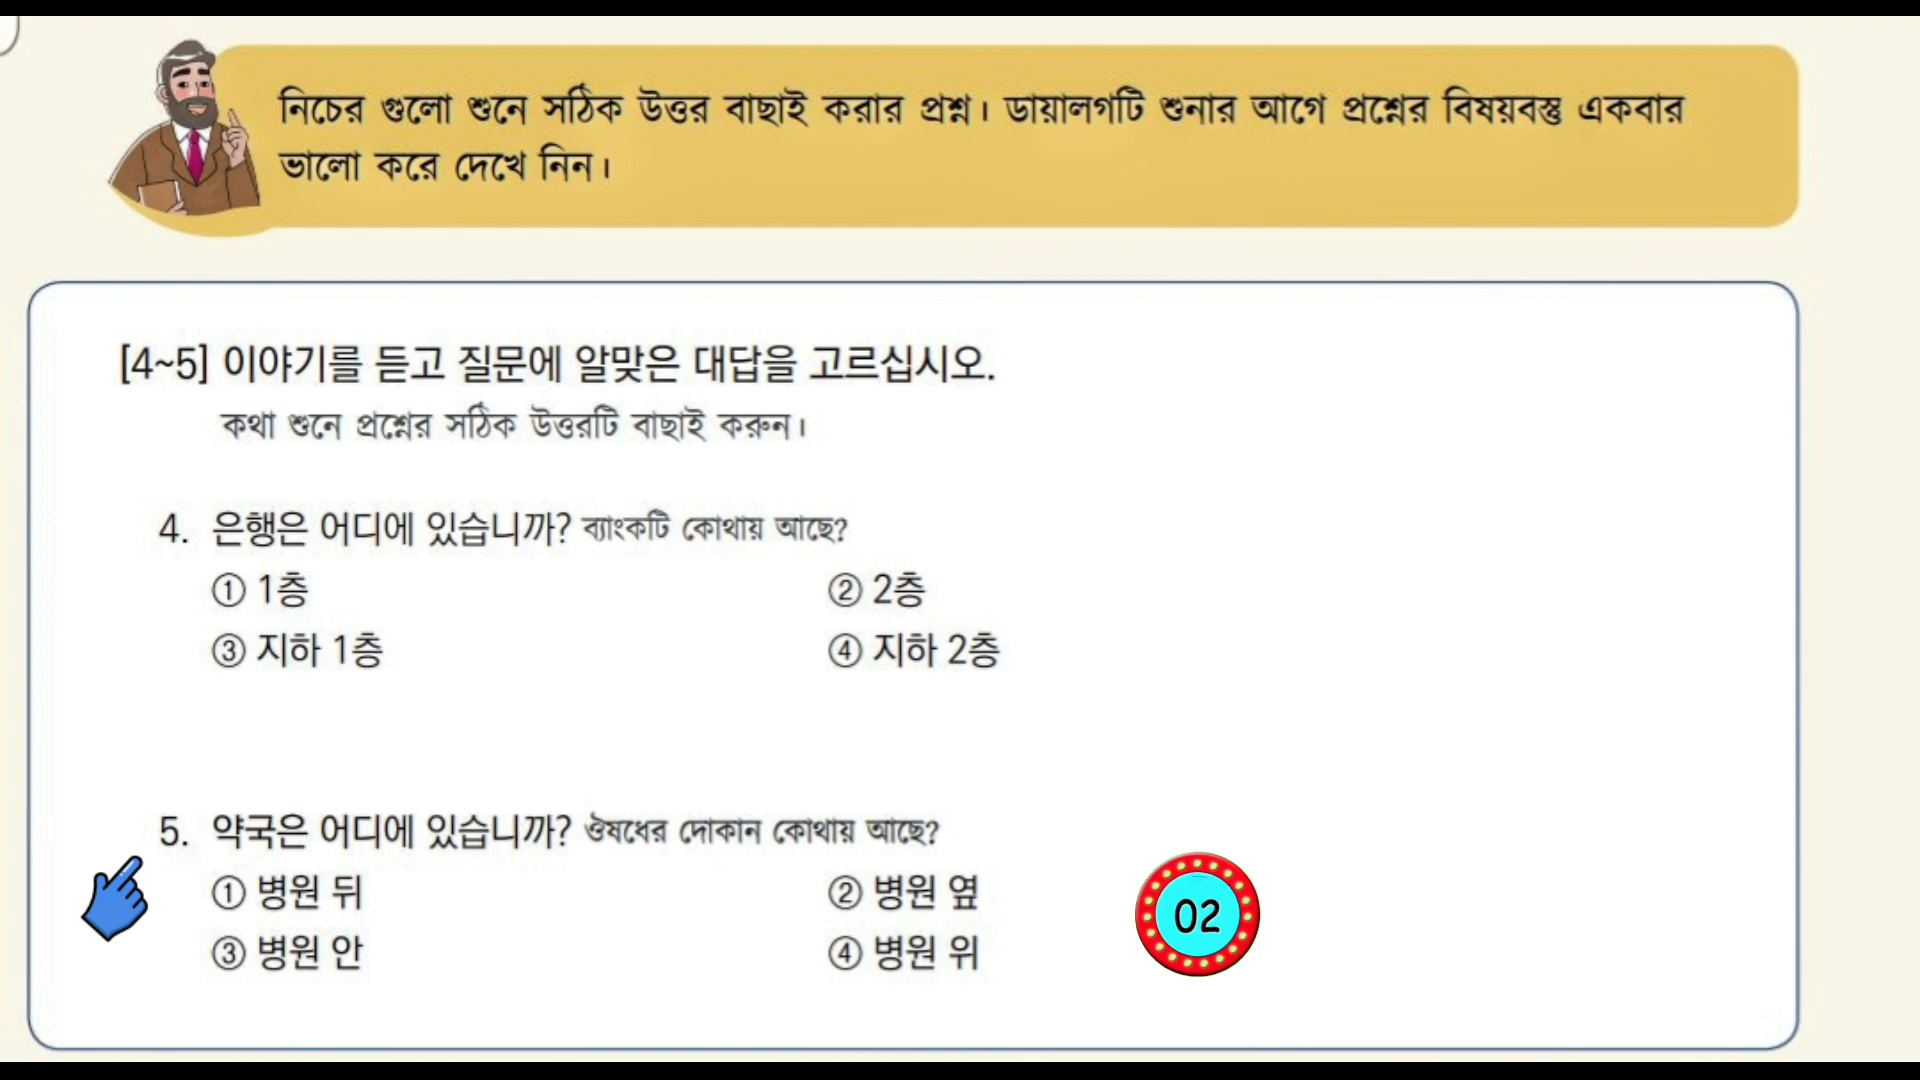 নিচের গুলো শুনে সঠিক উত্তর বাছাই করার প্রশ্ন। ডায়ালগটি শুনার আগে প্রশ্নের বিষয়বস্তু একবার
ভালো করে দেখে নিন।
[4~5] 이야기를 듣고 질문에 알맞은 대답을 고르십시오.
কথা শুনে প্রশ্নের সঠিক উত্তরটি বাছাই করুন।
4. 은행은 어디에 있습니까? ব্যাংকটি কোথায় আছে?
① 1층 ② 2층
③ 지하 1층 ④ 지하 2층
5. 약국은 어디에 있습니까? ঔষধের দোকান কোথায় আছে?
① 병원 뒤 ② 병원 옆
③ 병원 안 ④ 병원 위
02